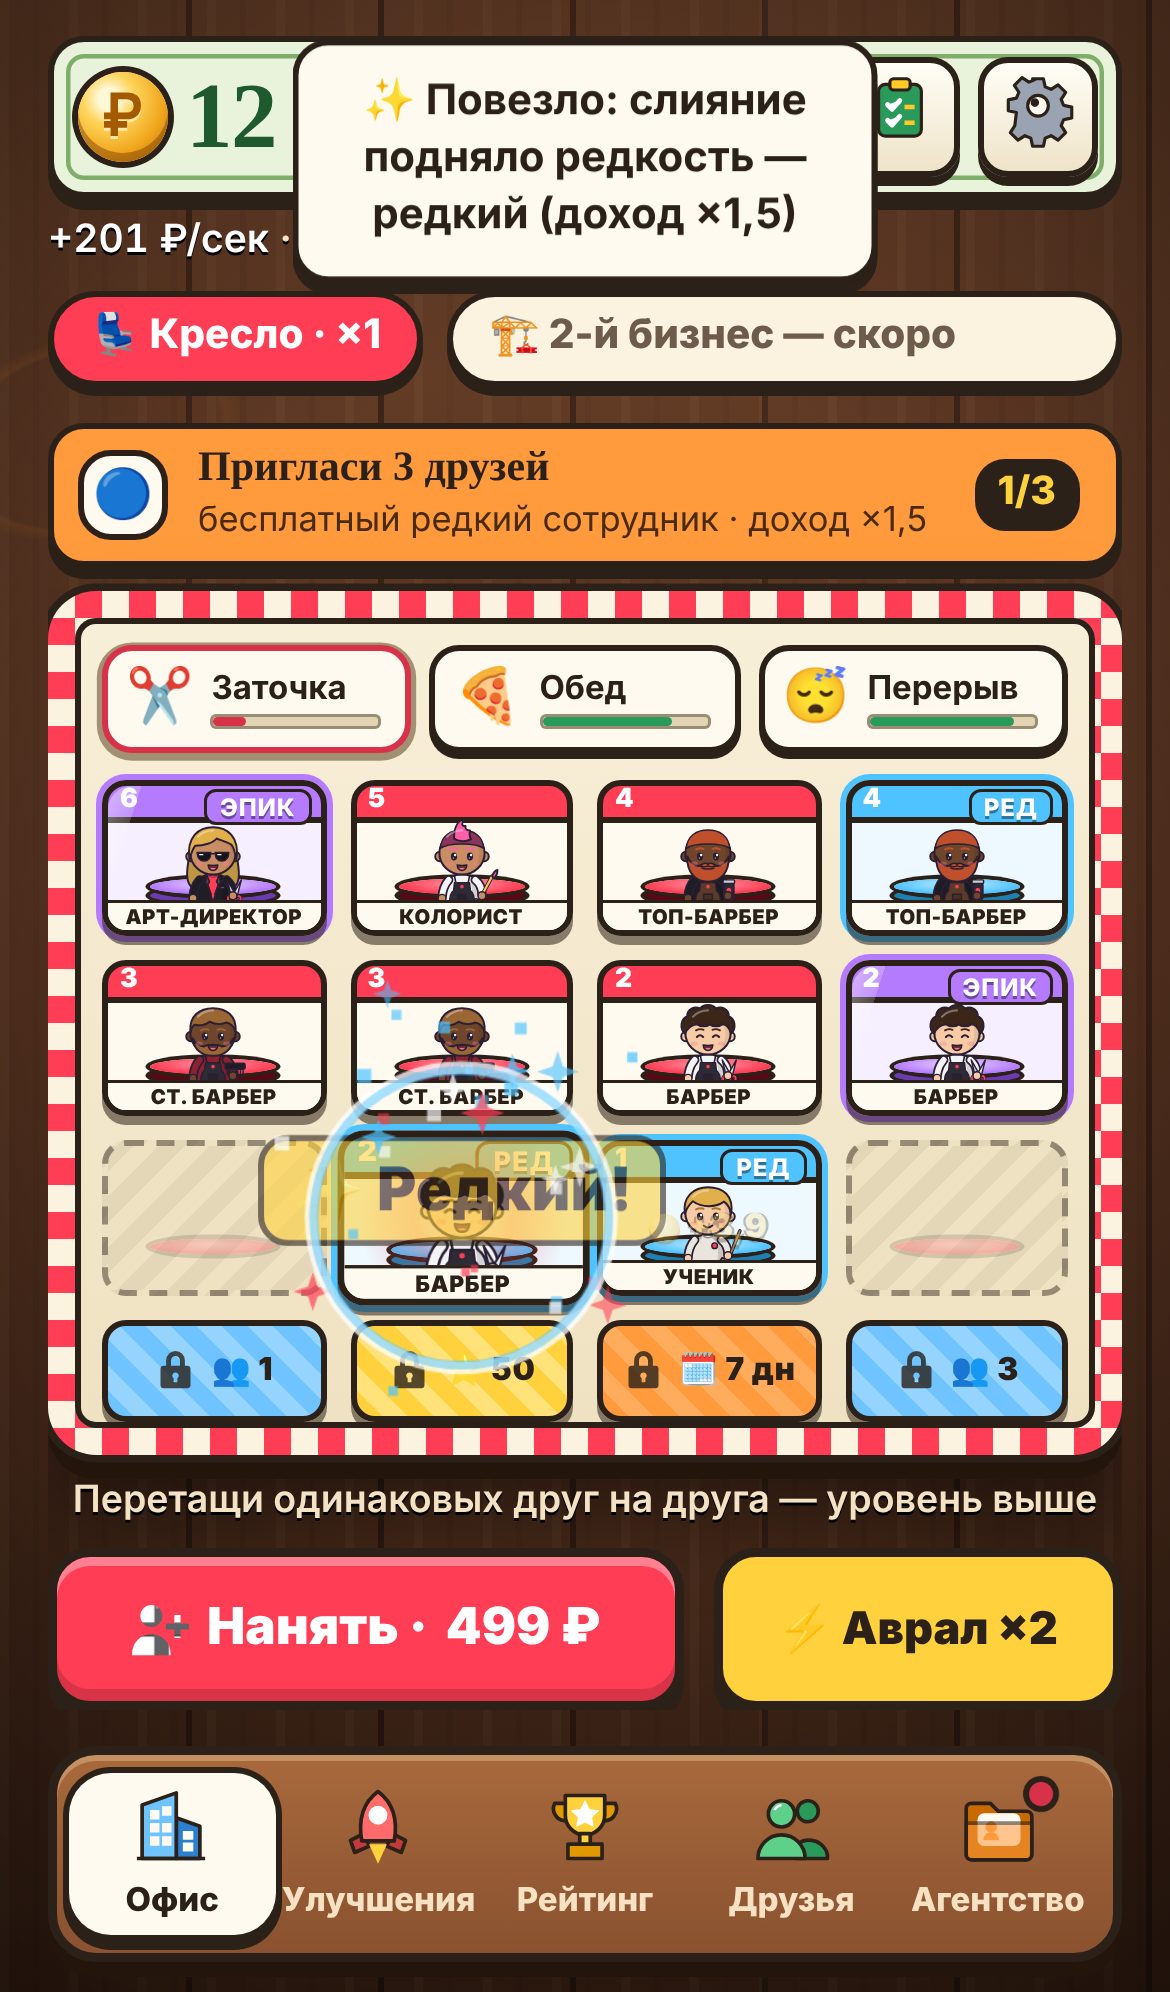 12
✨ Повезло: слияние
подняло редкость —
редкий (доход ×1,5)
+201 ₽/сек ·
Кресло · ×1
2-й бизнес — скоро
Пригласи 3 друзей
бесплатный редкий сотрудник · доход ×1,5
1/3
Заточка
Обед
Перерыв
6 ЭПИК
АРТ-ДИРЕКТОР
5
КОЛОРИСТ
4
ТОП-БАРБЕР
4 РЕД
ТОП-БАРБЕР
3
СТ. БАРБЕР
3
СТ. БАРБЕР
2
БАРБЕР
2 ЭПИК
БАРБЕР
2 РЕД
Редкий!
БАРБЕР
1 РЕД
УЧЕНИК
1
50
7 дн
3
Перетащи одинаковых друг на друга — уровень выше
Нанять · 499 ₽
Аврал ×2
Офис
Улучшения
Рейтинг
Друзья
Агентство